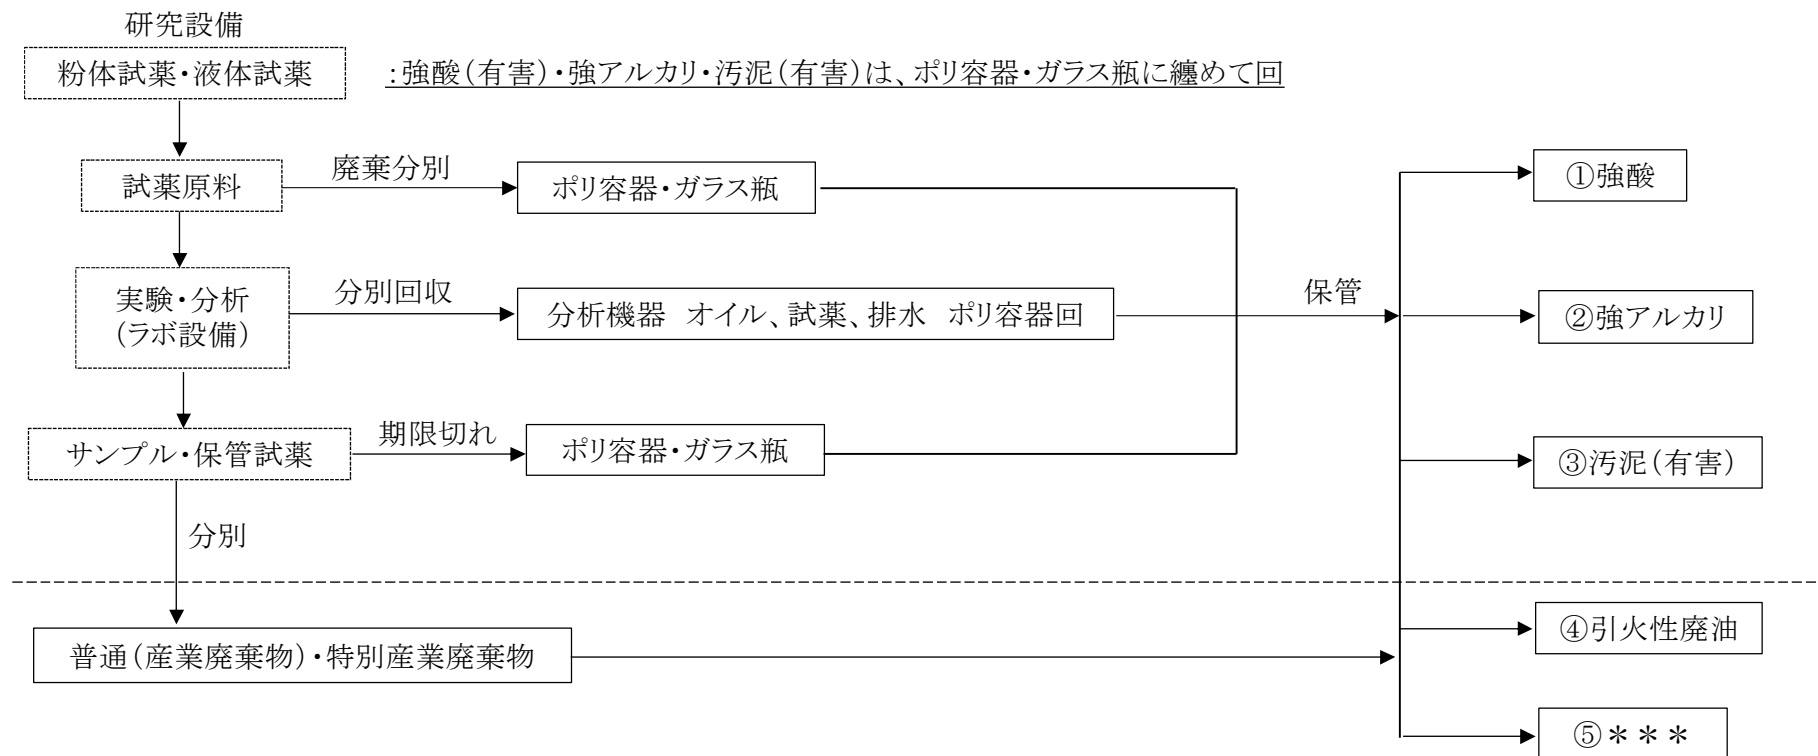 研究設備
粉体試薬・液体試薬
:強酸(有害)・強アルカリ・汚泥(有害)は、ポリ容器・ガラス瓶に纏めて回
試薬原料
廃棄分別
ポリ容器・ガラス瓶
①強酸
実験・分析
(ラボ設備)
分別回収
分析機器　オイル、試薬、排水　ポリ容器回
保管
②強アルカリ
サンプル・保管試薬
期限切れ
ポリ容器・ガラス瓶
③汚泥(有害)
分別
普通(産業廃棄物)・特別産業廃棄物
④引火性廃油
⑤＊＊＊